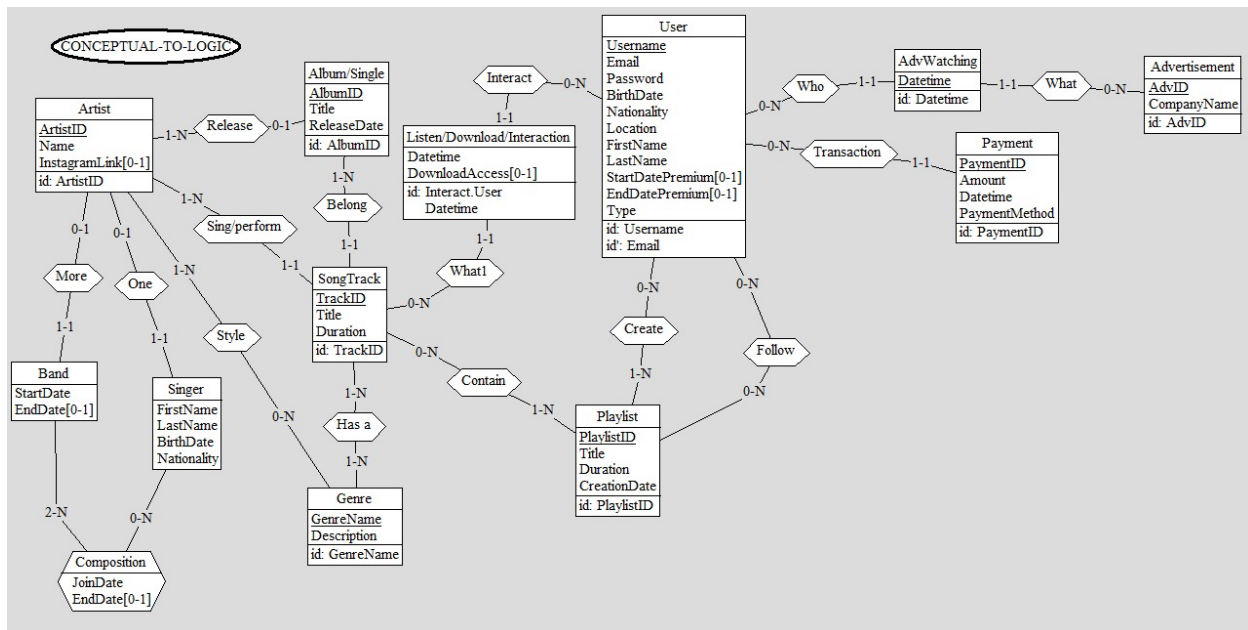 CONCEPTUAL-TO-LOGIC
Artist
ArtistID
Name
InstagramLink[0-1]
id: ArtistID
1-N
Release
0-1
Album/Single
AlbumID
Title
ReleaseDate
id: AlbumID
1-N
Belong
1-1
1-N
Sing/perform
1-1
SongTrack
TrackID
Title
Duration
id: TrackID
0-1
More
1-1
0-1
One
1-1
1-N
Style
0-N
Band
StartDate
EndDate[0-1]
Singer
FirstName
LastName
BirthDate
Nationality
2-N
0-N
Composition
JoinDate
EndDate[0-1]
1-N
Has a
1-N
Genre
GenreName
Description
id: GenreName
Interact
0-N
1-1
Listen/Download/Interaction
Datetime
DownloadAccess[0-1]
id: Interact.User
Datetime
1-1
What1
0-N
0-N
Contain
1-N
User
Username
Email
Password
BirthDate
Nationality
Location
FirstName
LastName
StartDatePremium[0-1]
EndDatePremium[0-1]
Type
id: Username
id': Email
0-N
Create
1-N
0-N
Follow
0-N
Playlist
PlaylistID
Title
Duration
CreationDate
id: PlaylistID
0-N
Who
1-1
AdvWatching
Datetime
id: Datetime
1-1
What
0-N
Advertisement
AdvID
CompanyName
id: AdvID
0-N
Transaction
1-1
Payment
PaymentID
Amount
Datetime
PaymentMethod
id: PaymentID